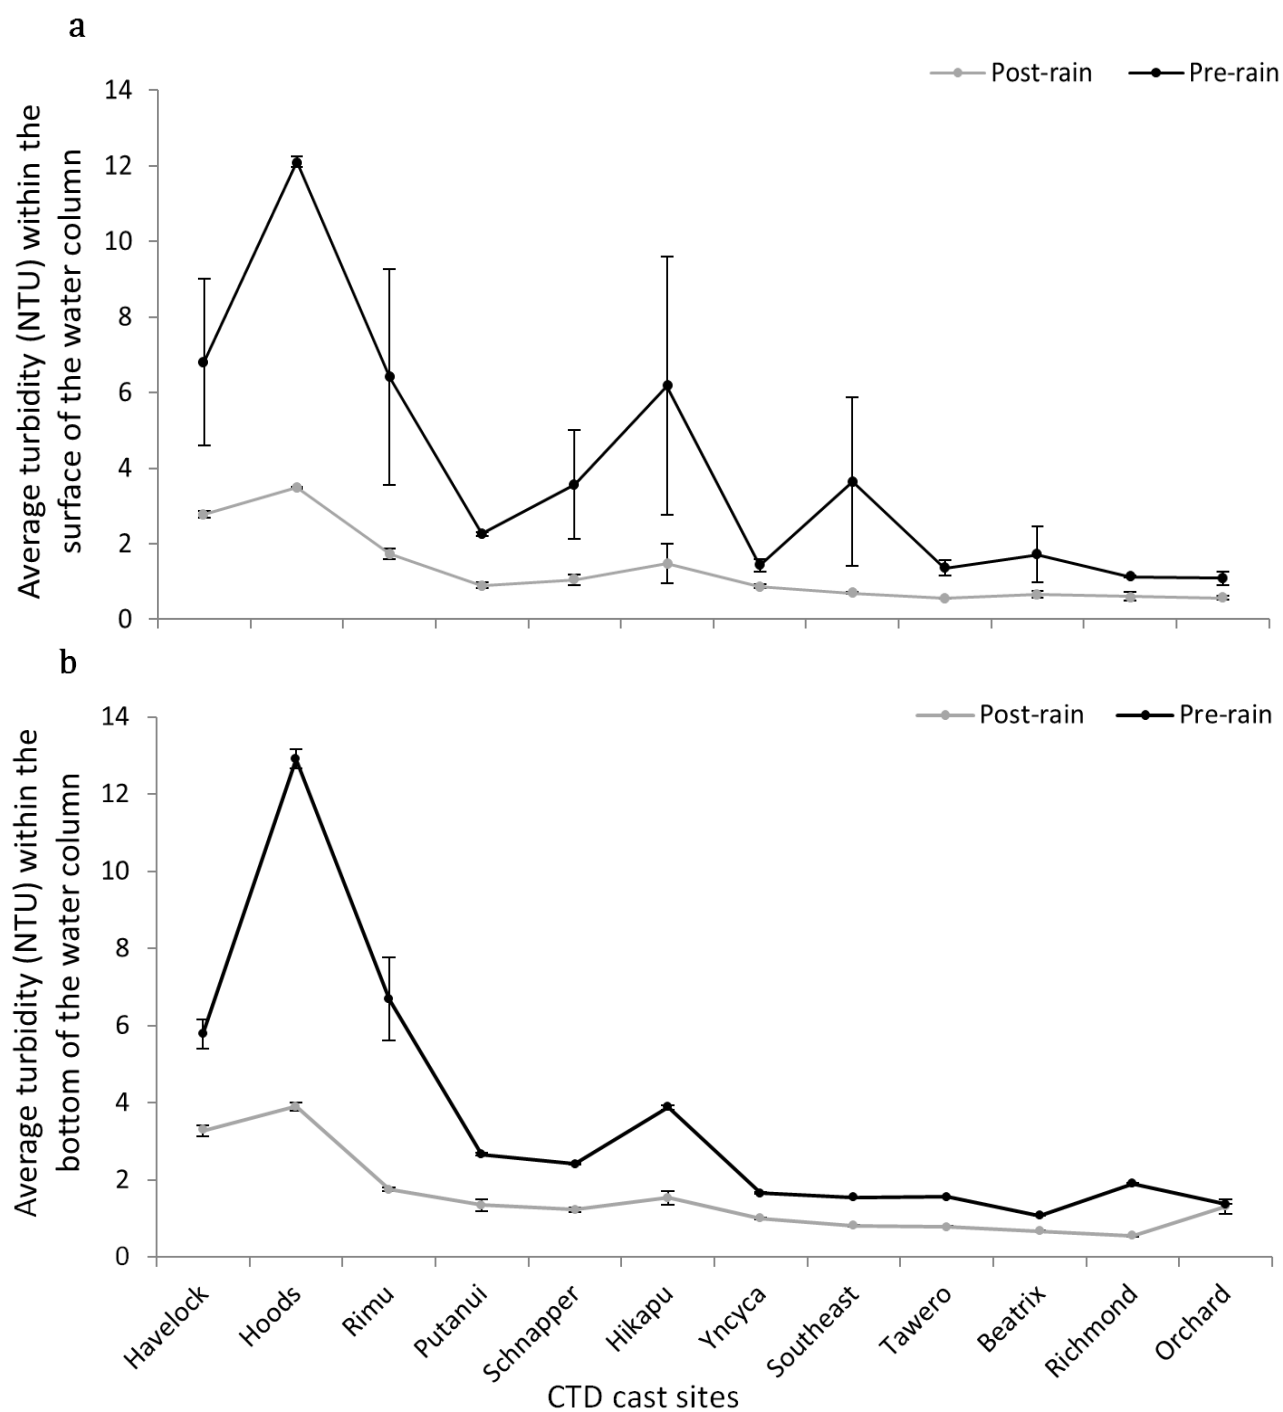 a
Post-rain Pre-rain
Average turbidity (NTU) within the
surface of the water column
14
12
10
8
6
4
2
0
b
Post-rain Pre-rain
Average turbidity (NTU) within the
bottom of the water column
14
12
10
8
6
4
2
0
Havelock
Hoods
Rimu
Putanui
Schnapper
Hikapu
Yncyca
Southeast
Tawero
Beatrix
Richmond
Orchard
CTD cast sites